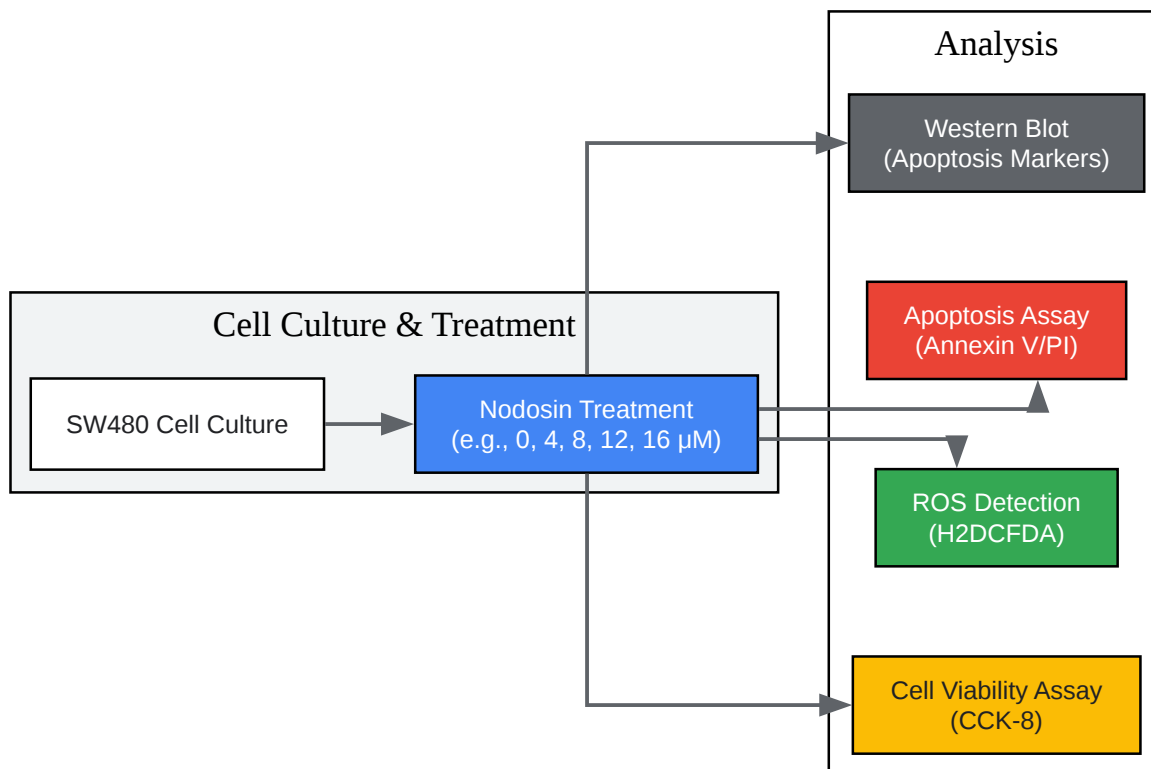 Analysis
Western Blot
(Apoptosis Markers)
Apoptosis Assay
(Annexin V/PI)
Cell Culture & Treatment
SW480 Cell Culture
Nodosin Treatment
(e.g., 0, 4, 8, 12, 16 μM)
ROS Detection
(H2DCFDA)
Cell Viability Assay
(CCK-8)